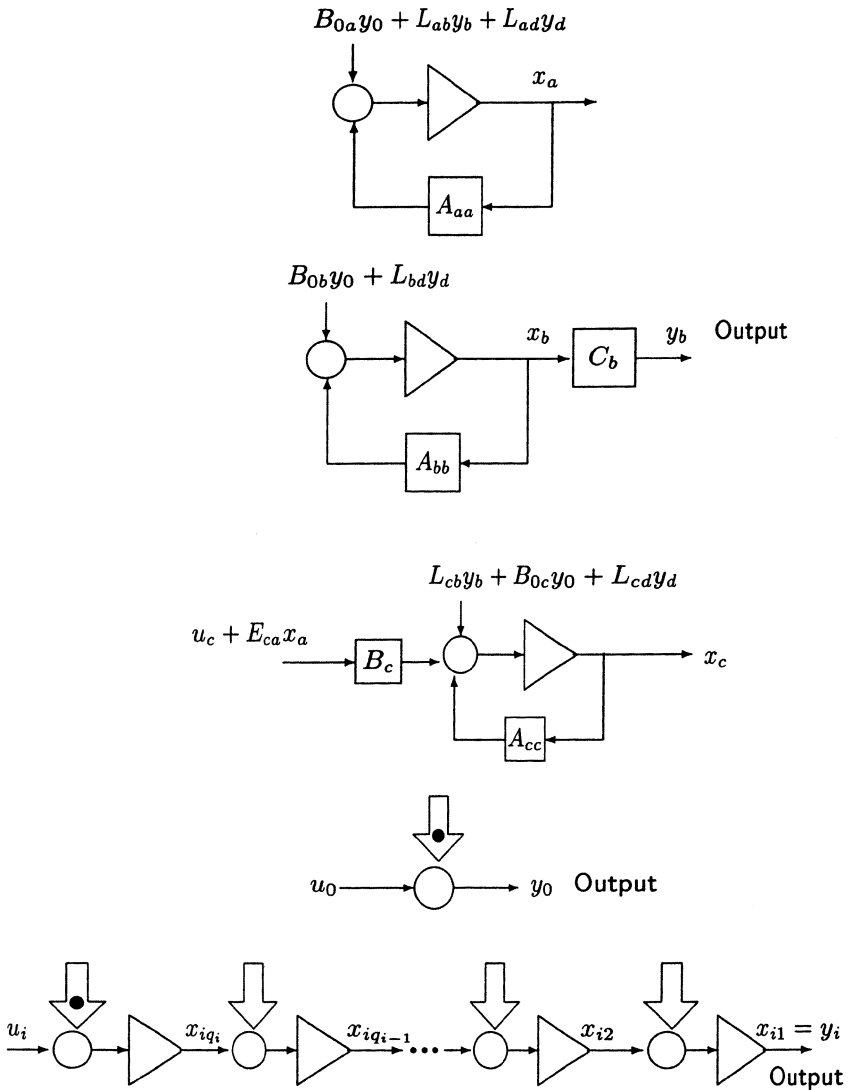 B_{0a}y_0 + L_{ab}y_b + L_{ad}y_d
x_a
A_{aa}
B_{0b}y_0 + L_{bd}y_d
x_b
C_b
y_b
Output
A_{bb}
L_{cb}y_b + B_{0c}y_0 + L_{cd}y_d
u_c + E_{ca}x_a
B_c
x_c
A_{cc}
u_0
y_0 Output
u_i
x_{iq_i}
x_{iq_{i-1}}
x_{i2}
x_{i1} = y_i
Output